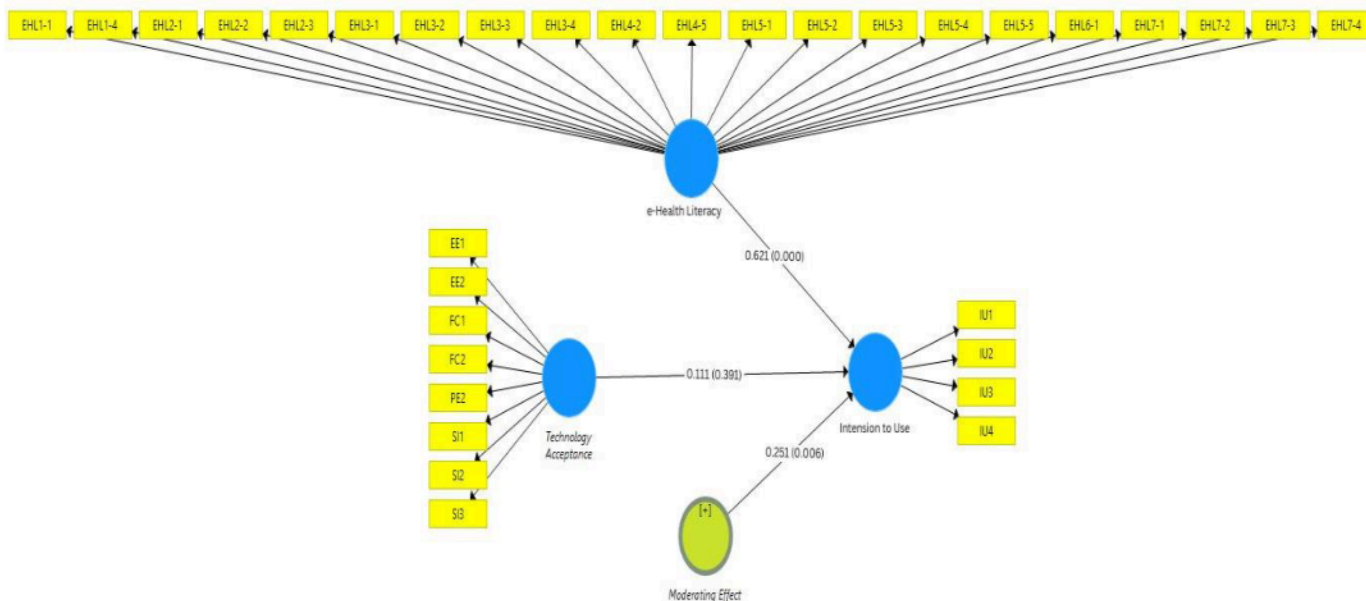 EHL1-1
EHL1-4
EHL2-1
EHL2-2
EHL2-3
EHL3-1
EHL3-2
EHL3-3
EHL3-4
EHL4-2
EHL4-5
EHL5-1
EHL5-2
EHL5-3
EHL5-4
EHL5-5
EHL6-1
EHL7-1
EHL7-2
EHL7-3
EHL7-4
e-Health Literacy
0.621 (0.000)
EE1
EE2
FC1
FC2
PE2
SI1
SI2
SI3
Technology
Acceptance
0.111 (0.391)
Intension to Use
IU1
IU2
IU3
IU4
0.251 (0.006)
[+]
Moderating Effect